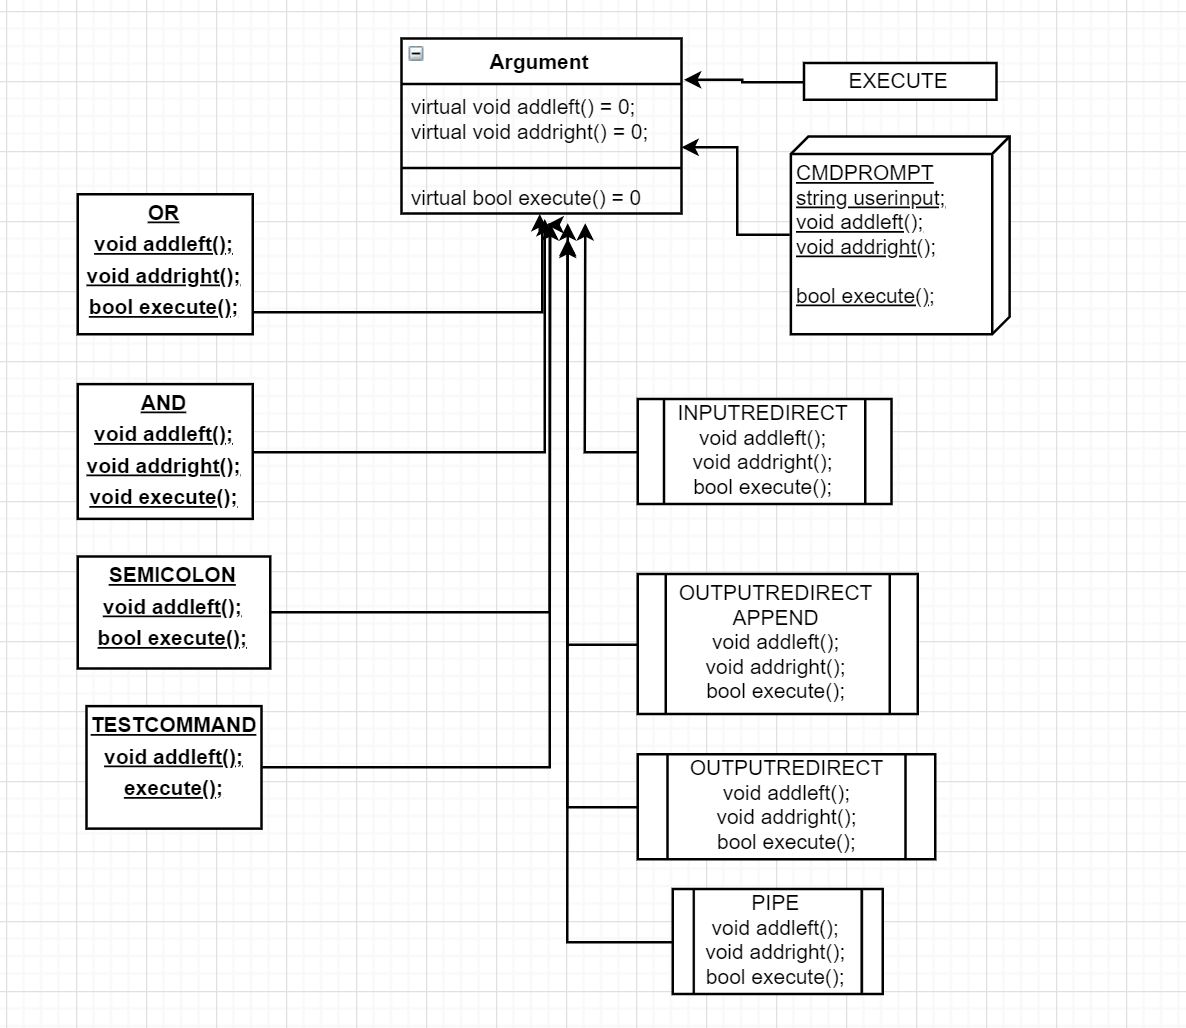 Argument
virtual void addleft() = 0;
virtual void addright() = 0;
virtual bool execute() = 0
EXECUTE
CMDPROMPT
string userinput;
void addleft();
void addright();
bool execute();
OR
void addleft();
void addright();
bool execute();
AND
void addleft();
void addright();
void execute();
SEMICOLON
void addleft();
bool execute();
TESTCOMMAND
void addleft();
execute();
INPUTREDIRECT
void addleft();
void addright();
bool execute();
OUTPUTREDIRECT
APPEND
void addleft();
void addright();
bool execute();
OUTPUTREDIRECT
void addleft();
void addright();
bool execute();
PIPE
void addleft();
void addright();
bool execute();